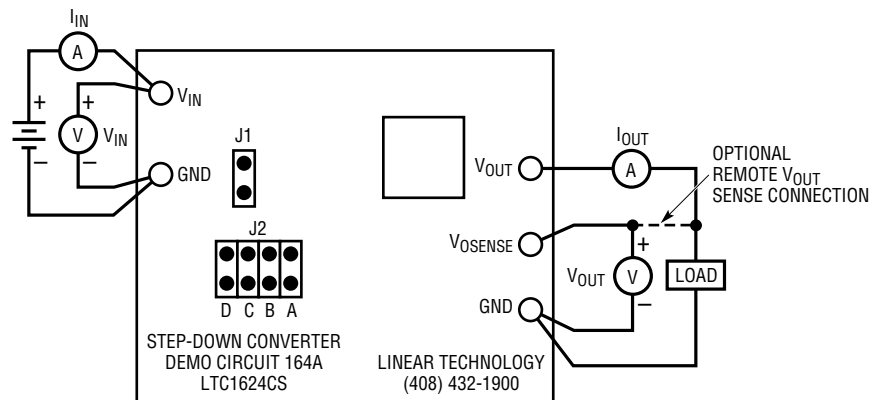 IIN
A
+
+
V
VIN
–
–
VIN
GND
J1
J2
D C B A
STEP-DOWN CONVERTER
DEMO CIRCUIT 164A
LTC1624CS
LINEAR TECHNOLOGY
(408) 432-1900
VOUT
VOSENSE
GND
IOUT
A
OPTIONAL
REMOTE VOUT
SENSE CONNECTION
+
VOUT
V
–
LOAD